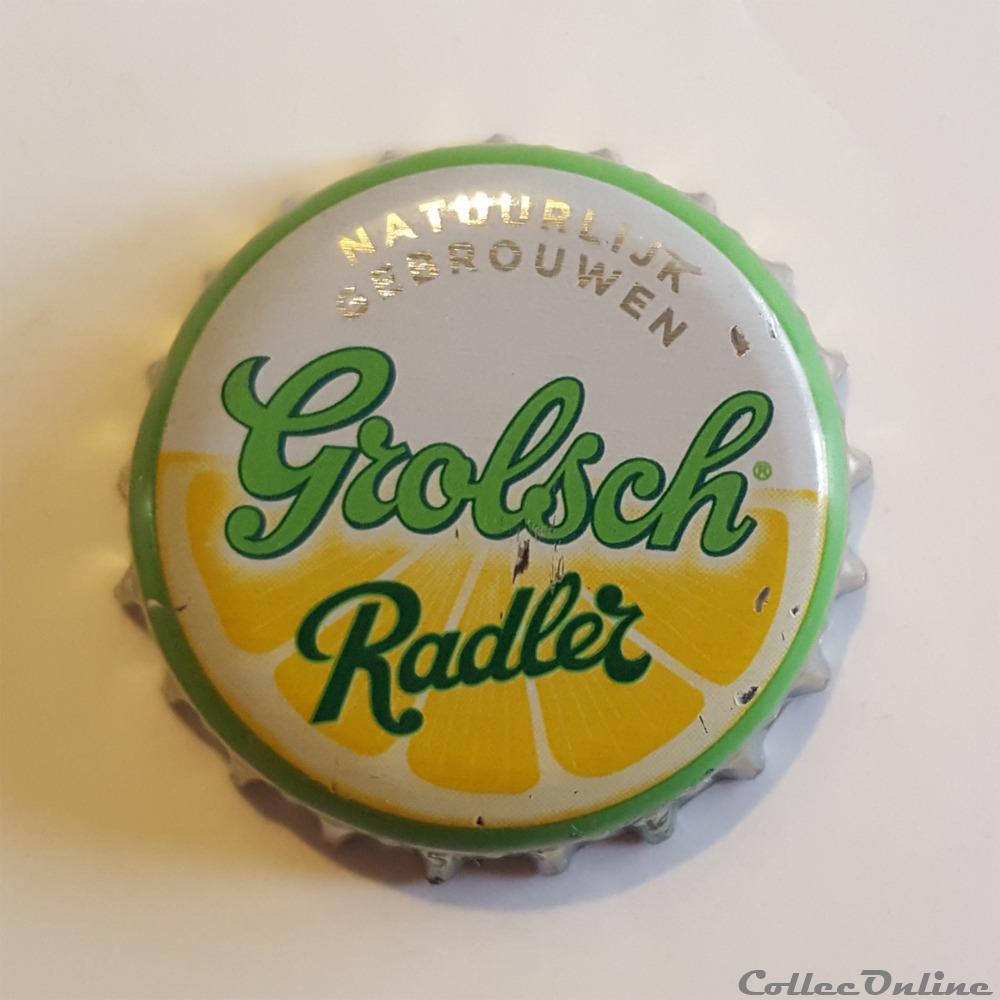 NATUURLIJK
GEBROUWEN
Grolsch®
Radler
CollecOnline